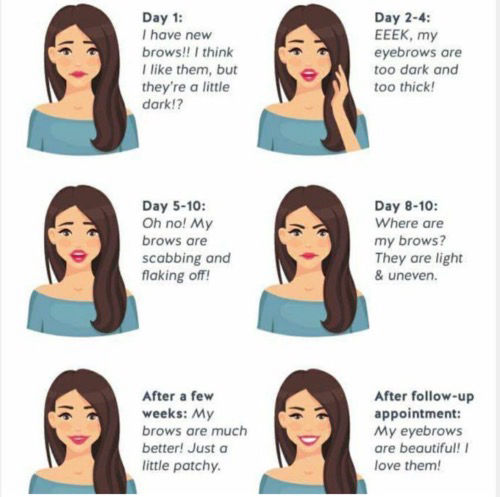 Day 1:
I have new
brows!! I think
I like them, but
they're a little
dark!?
Day 2-4:
EEEK, my
eyebrows are
too dark and
too thick!
Day 5-10:
Oh no! My
brows are
scabbing and
flaking off!
Day 8-10:
Where are
my brows?
They are light
& uneven.
After a few
weeks: My
brows are much
better! Just a
little patchy.
After follow-up
appointment:
My eyebrows
are beautiful! I
love them!